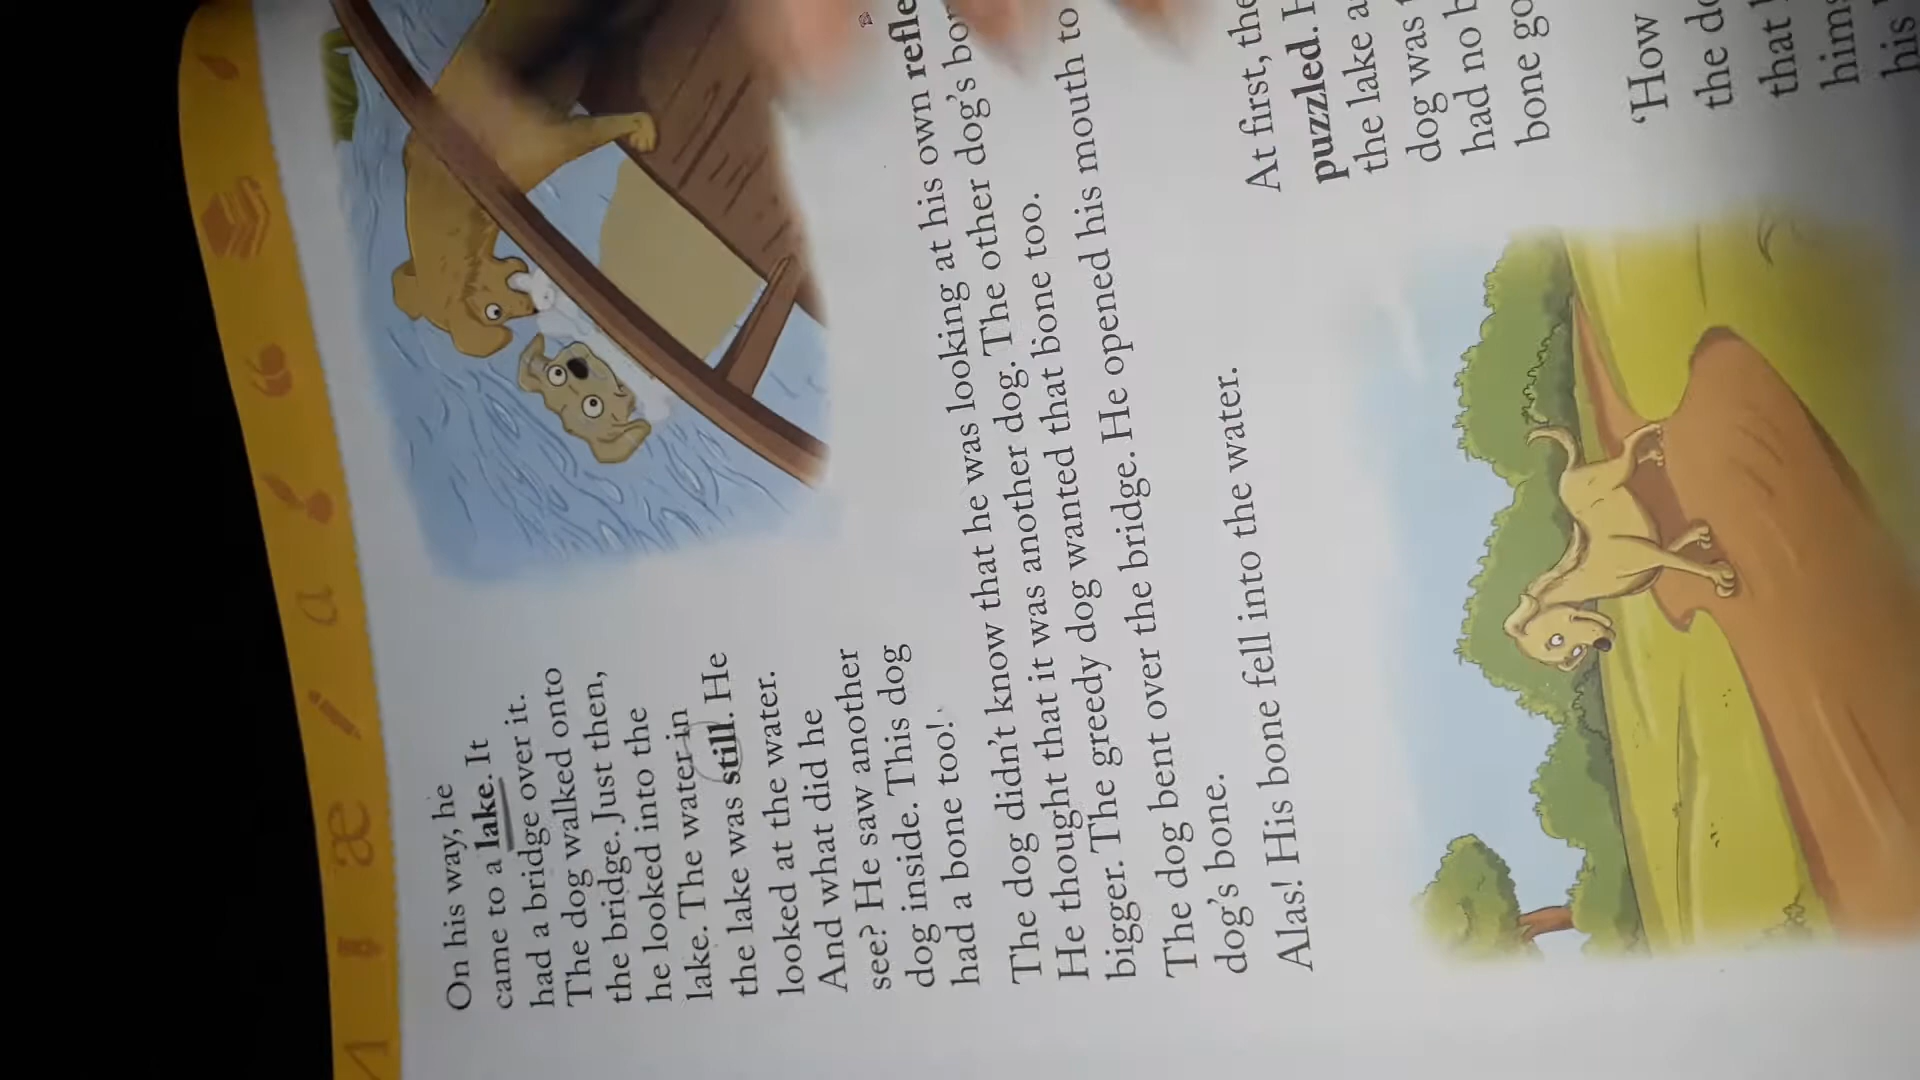 On his way, he
came to a lake. It
had a bridge over it.
The dog walked onto
the bridge. Just then,
he looked into the
lake. The water in
the lake was still. He
looked at the water.
And what did he
see? He saw another
dog inside. This dog
had a bone too!
The dog didn't know that he was looking at his own refle
He thought that it was another dog. The other dog's bon
bigger. The greedy dog wanted that bone too.
The dog bent over the bridge. He opened his mouth to
dog's bone.
Alas! His bone fell into the water.
At first, the
puzzled. H
the lake a
dog was
had no b
bone go
'How
the do
that
hims
his